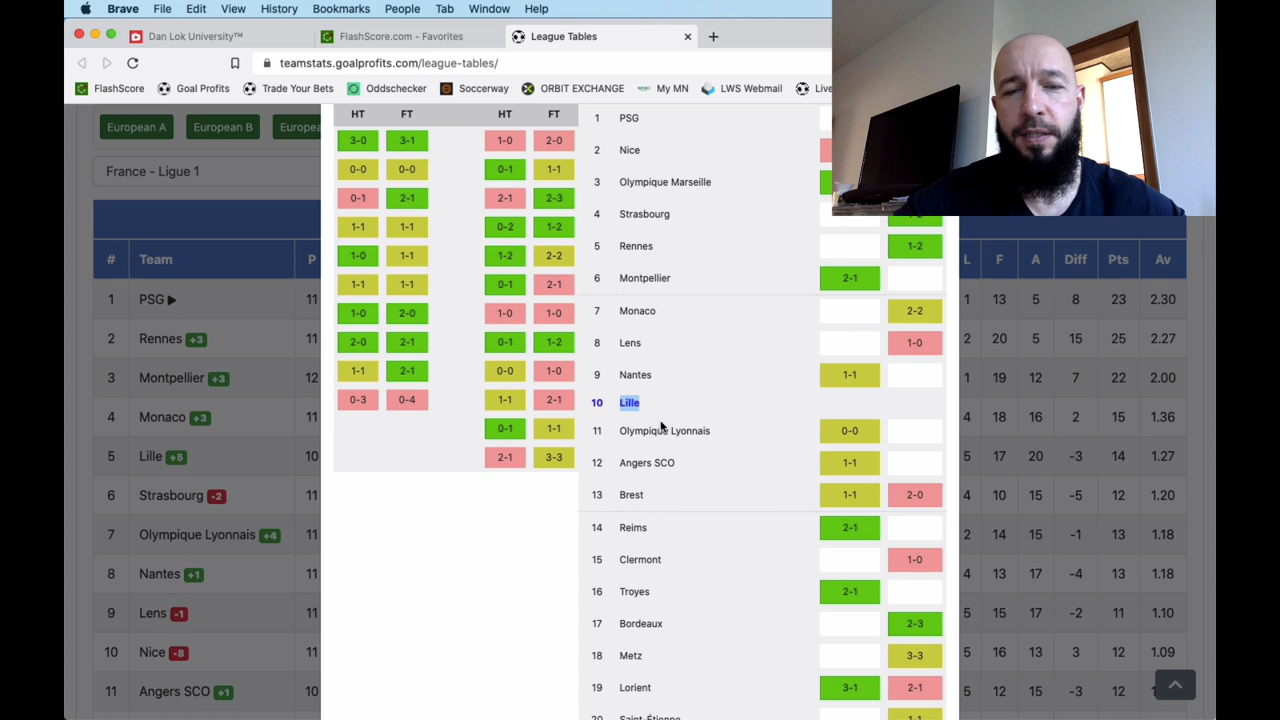 Brave File Edit View History Bookmarks People Tab Window Help
Dan Lok University™ FlashScore.com - Favorites League Tables
teamstats.goalprofits.com/league-tables/
FlashScore Goal Profits Trade Your Bets Oddschecker Soccerway ORBIT EXCHANGE My MN LWS Webmail
European A European B
France - Ligue 1
# Team P
1 PSG 11
2 Rennes +3 11
3 Montpellier +3 12
4 Monaco +3 11
5 Lille +5 11
6 Strasbourg -2 11
7 Olympique Lyonnais +4 11
8 Nantes +1 11
9 Lens -1 11
10 Nice -8 11
11 Angers SCO +1 10
HT FT HT FT
3-0 3-1 1-0 2-0
0-0 0-0 0-1 1-1
0-1 2-1 2-1 2-3
1-1 1-1 0-2 1-2
1-0 1-1 1-2 2-2
1-1 1-1 0-1 2-1
1-0 2-0 1-0 1-0
2-0 2-1 0-1 1-2
1-1 2-1 0-0 1-0
0-3 0-4 1-1 2-1
0-1 1-1
2-1 3-3
1 PSG
2 Nice
3 Olympique Marseille
4 Strasbourg
5 Rennes 1-2
6 Montpellier 2-1
7 Monaco 2-2
8 Lens 1-0
9 Nantes 1-1
10 Lille
11 Olympique Lyonnais 0-0
12 Angers SCO 1-1
13 Brest 1-1 2-0
14 Reims 2-1
15 Clermont 1-0
16 Troyes 2-1
17 Bordeaux 2-3
18 Metz 3-3
19 Lorient 3-1 2-1
L F A Diff Pts Av
1 13 5 8 23 2.30
2 20 5 15 25 2.27
3 19 12 7 22 2.00
4 18 16 2 15 1.36
5 17 20 -3 14 1.27
4 10 15 -5 12 1.20
2 14 15 -1 13 1.18
4 13 17 -4 13 1.18
5 15 17 -2 11 1.10
5 16 13 3 12 1.09
5 12 15 -3 12